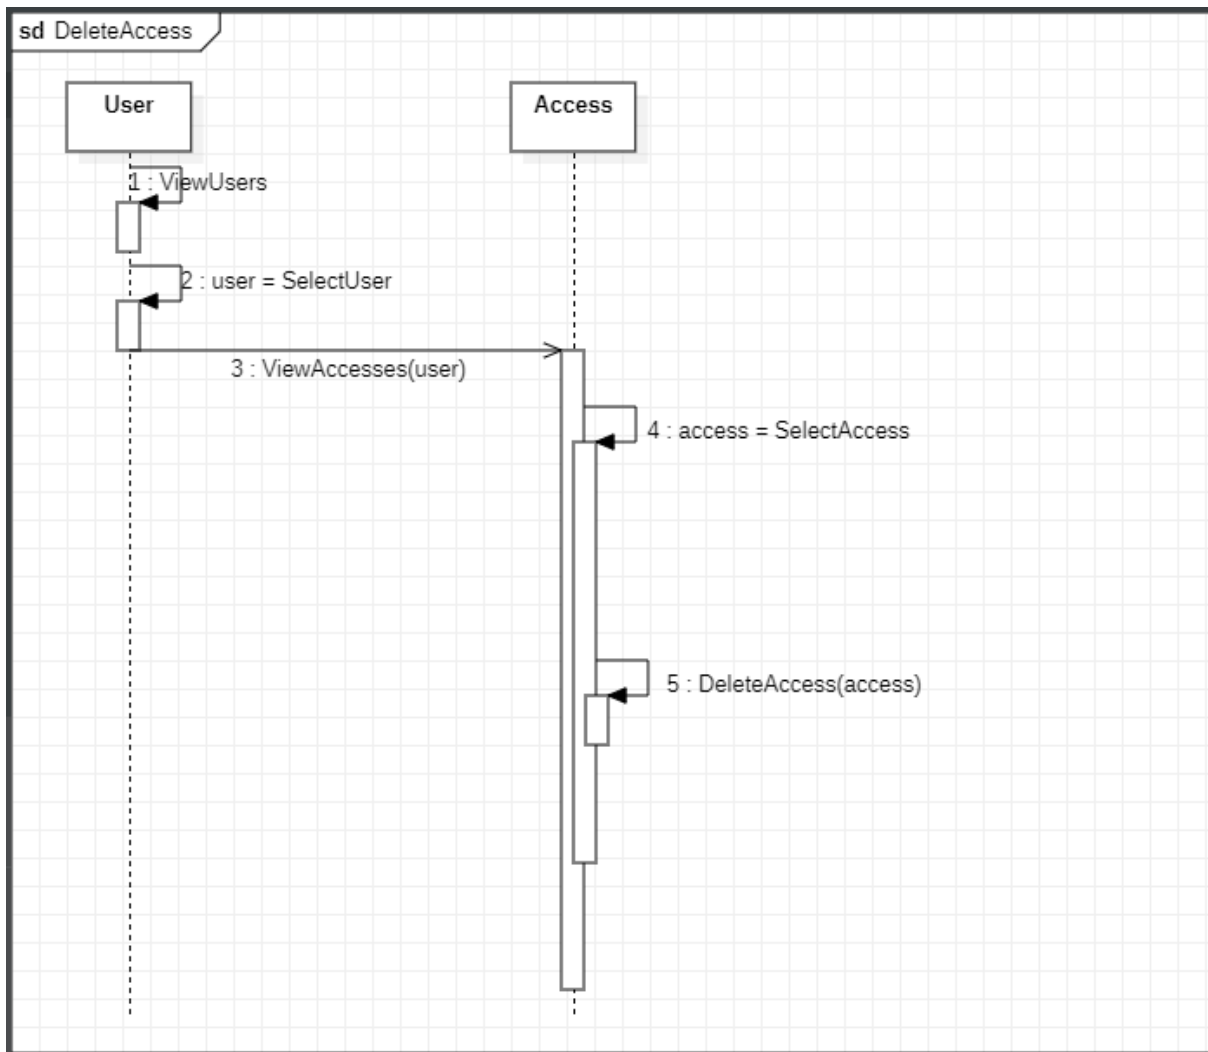 sd DeleteAccess
User
Access
1 : ViewUsers
2 : user = SelectUser
3 : ViewAccesses(user)
4 : access = SelectAccess
5 : DeleteAccess(access)